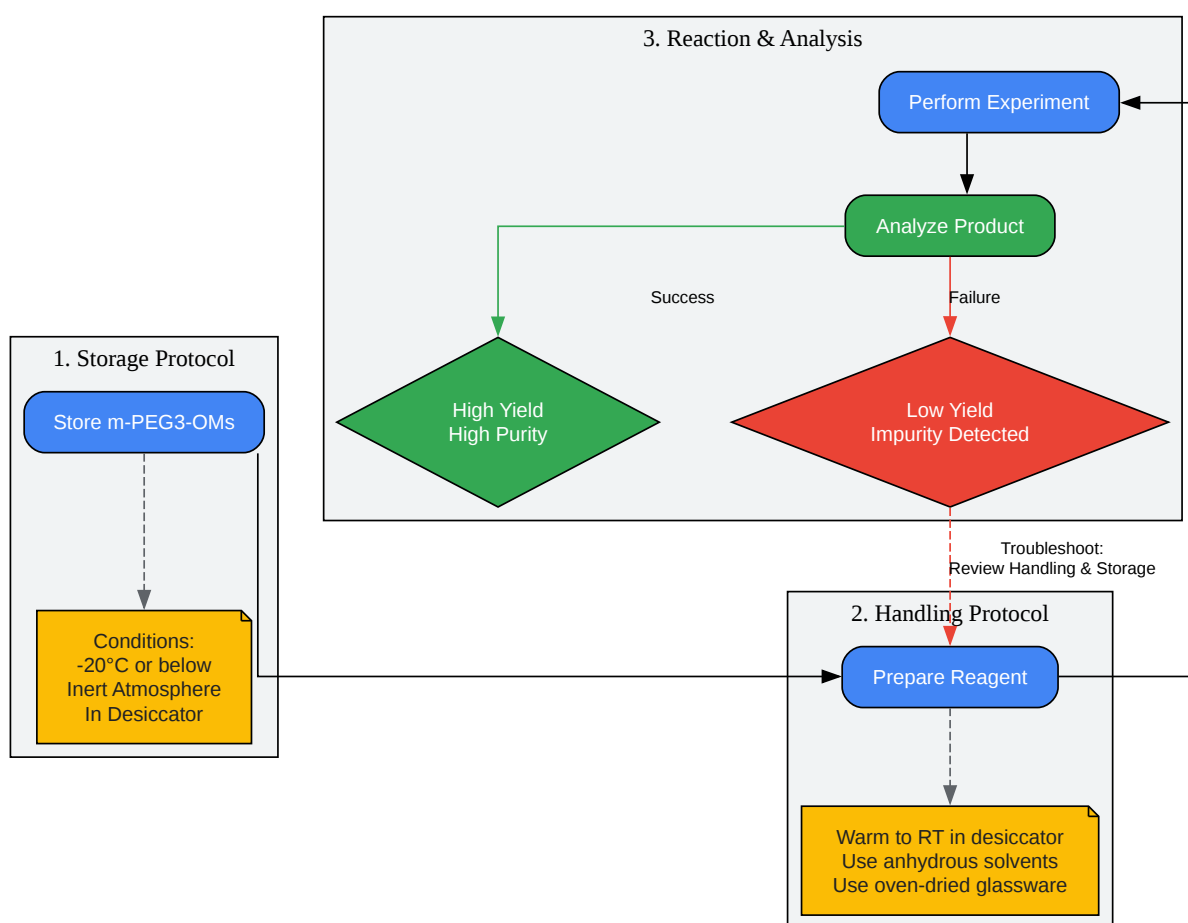 3. Reaction & Analysis
Perform Experiment
Analyze Product
Success
Failure
High Yield
High Purity
Low Yield
Impurity Detected
1. Storage Protocol
Store m-PEG3-OMs
Conditions:
-20°C or below
Inert Atmosphere
In Desiccator
Troubleshoot:
Review Handling & Storage
2. Handling Protocol
Prepare Reagent
Warm to RT in desiccator
Use anhydrous solvents
Use oven-dried glassware